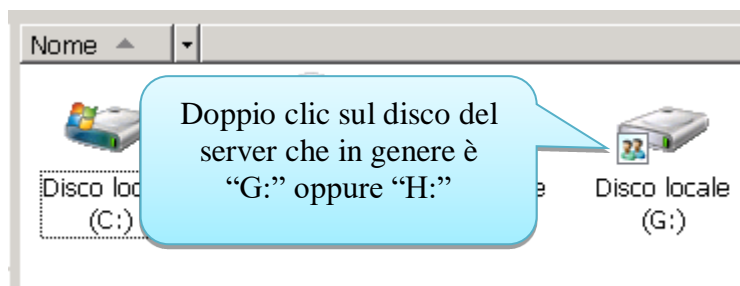 Nome
Doppio clic sul disco del
server che in genere è
“G:” oppure “H:”
Disco loc
(C:)
e
Disco locale
(G:)